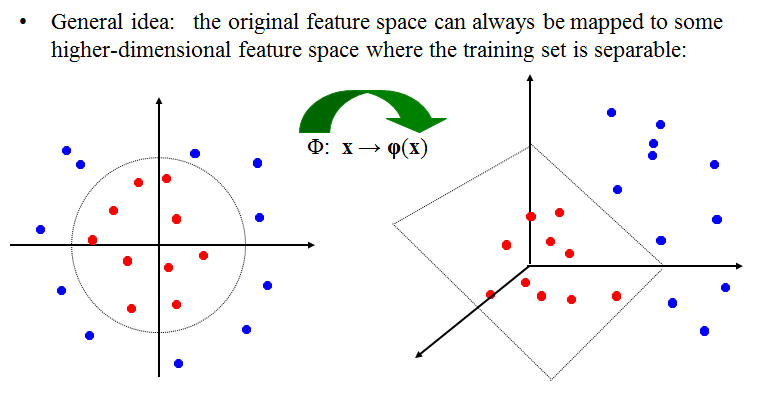 • General idea: the original feature space can always be mapped to some
higher-dimensional feature space where the training set is separable:
Φ: x → φ(x)